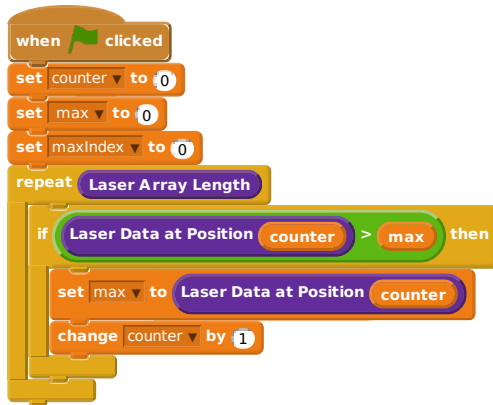 when clicked
set counter ▾ to 0
set max ▾ to 0
set maxIndex ▾ to 0
repeat Laser Array Length
if Laser Data at Position counter > max then
set max ▾ to Laser Data at Position counter
change counter ▾ by 1